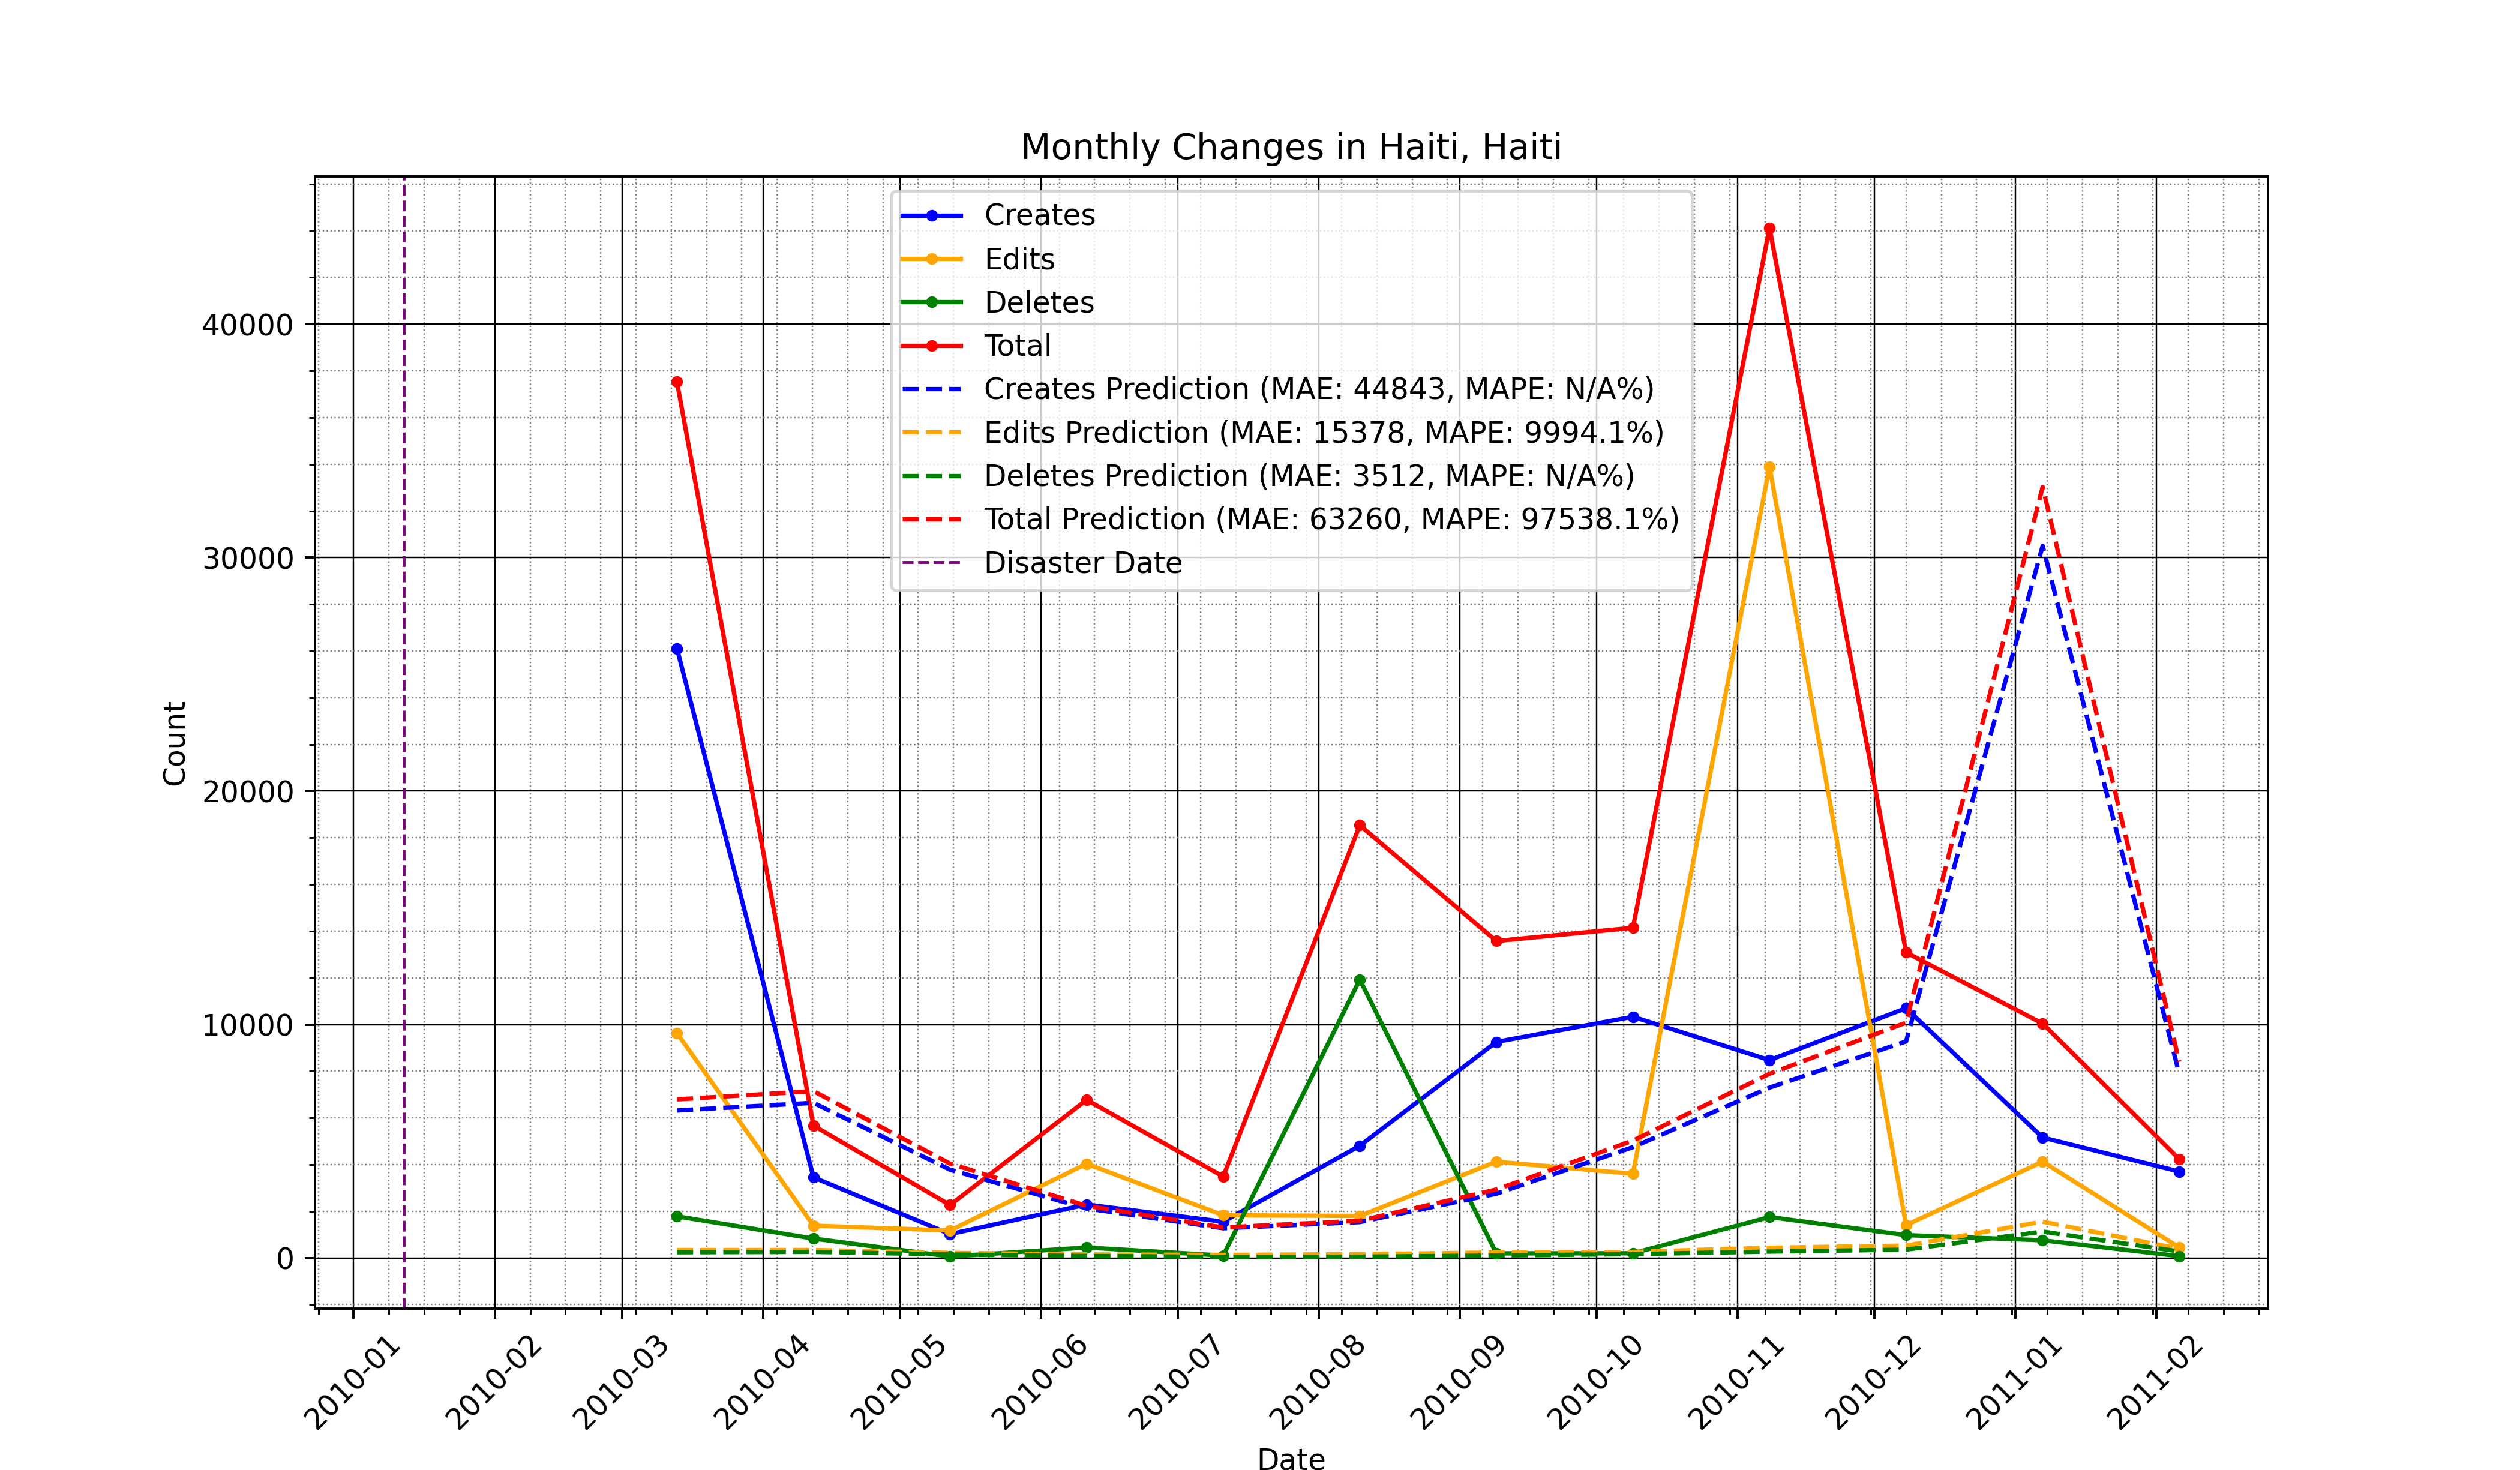 Monthly Changes in Haiti, Haiti
Creates
Edits
Deletes
Total
Creates Prediction (MAE: 44843, MAPE: N/A%)
Edits Prediction (MAE: 15378, MAPE: 9994.1%)
Deletes Prediction (MAE: 3512, MAPE: N/A%)
Total Prediction (MAE: 63260, MAPE: 97538.1%)
Disaster Date
Count
40000
30000
20000
10000
0
2010-01
2010-02
2010-03
2010-04
2010-05
2010-06
2010-07
2010-08
2010-09
2010-10
2010-11
2010-12
2011-01
2011-02
Date